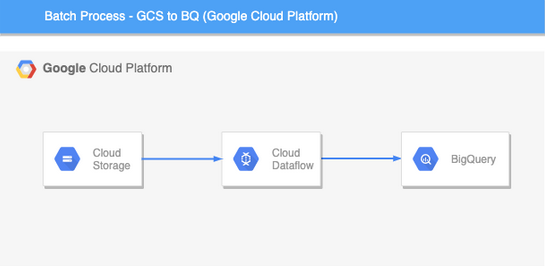 Batch Process - GCS to BQ (Google Cloud Platform)
Google Cloud Platform
Cloud
Storage
Cloud
Dataflow
BigQuery